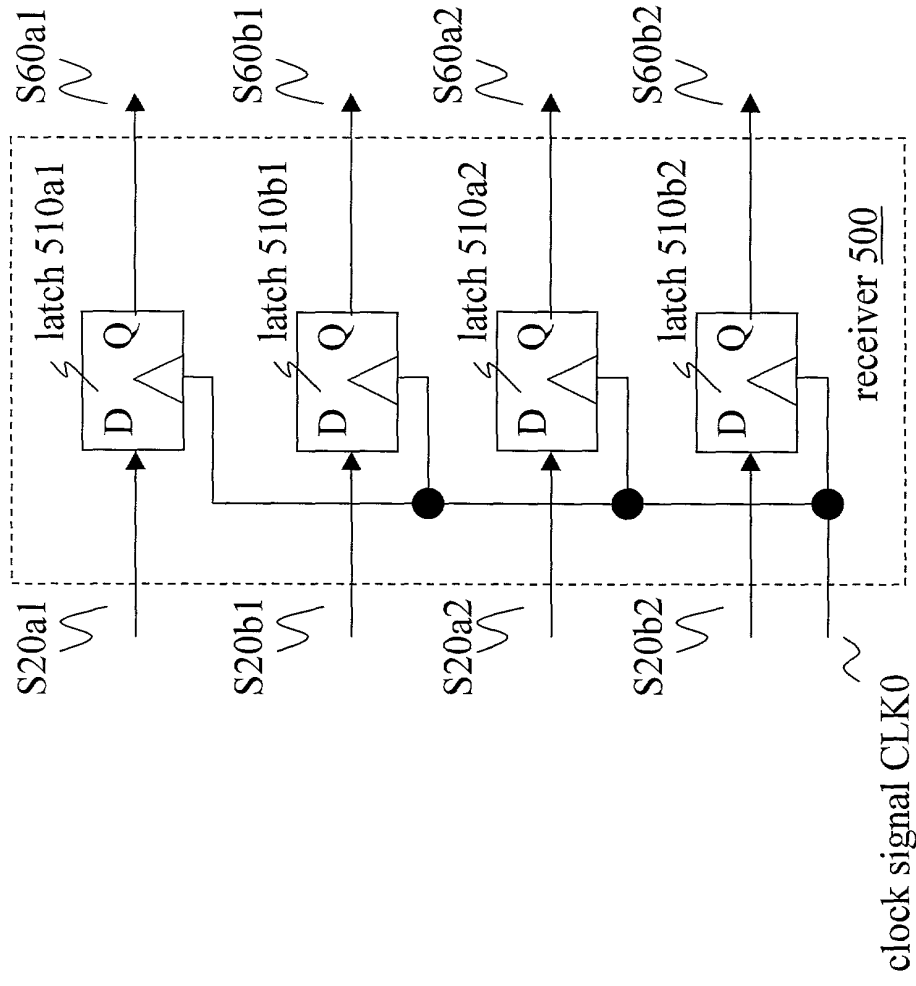 S20a1
S60a1
latch 510a1
D Q
S20b1
S60b1
latch 510b1
D Q
S20a2
S60a2
latch 510a2
D Q
S20b2
S60b2
latch 510b2
D Q
receiver 500
clock signal CLK0